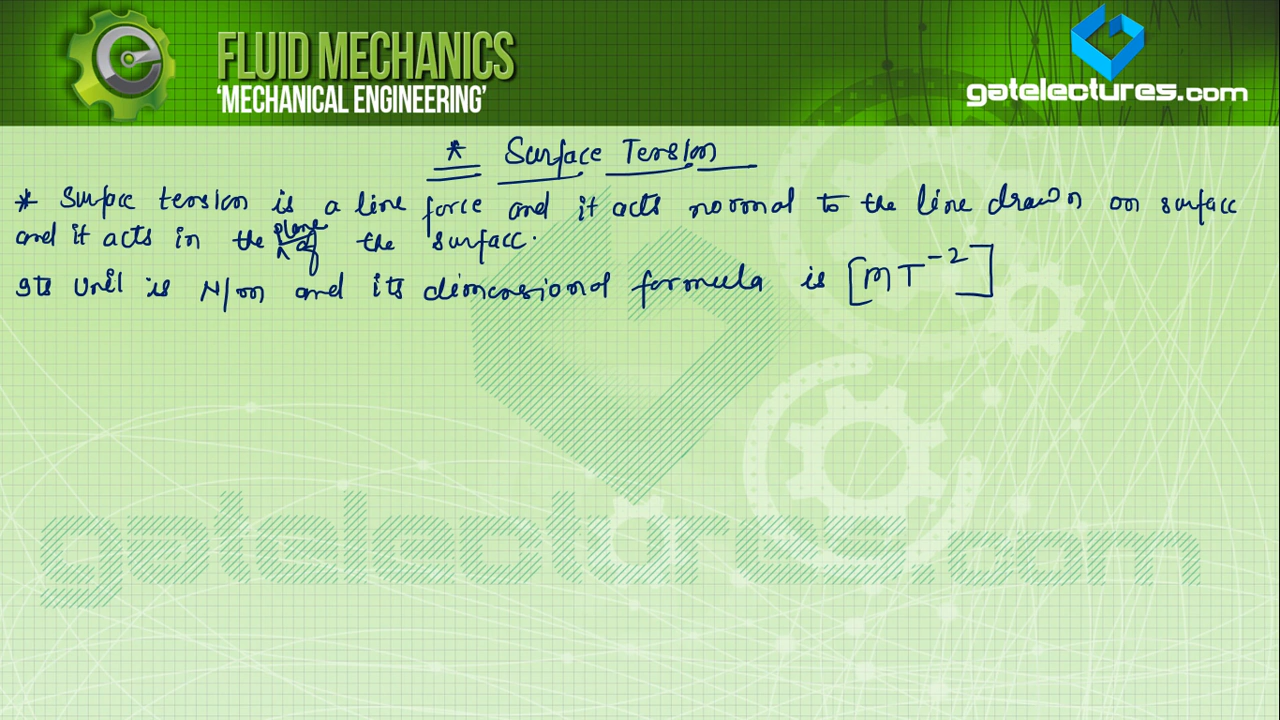 FLUID MECHANICS
'MECHANICAL ENGINEERING'
gatelectures.com
* Surface Tension
* Surface tension is a line force and it acts normal to the line drawn on surface
and it acts in the plane of the surface.
Its Unit is N/m and its dimensional formula is [MT⁻²]
gatelectures.com